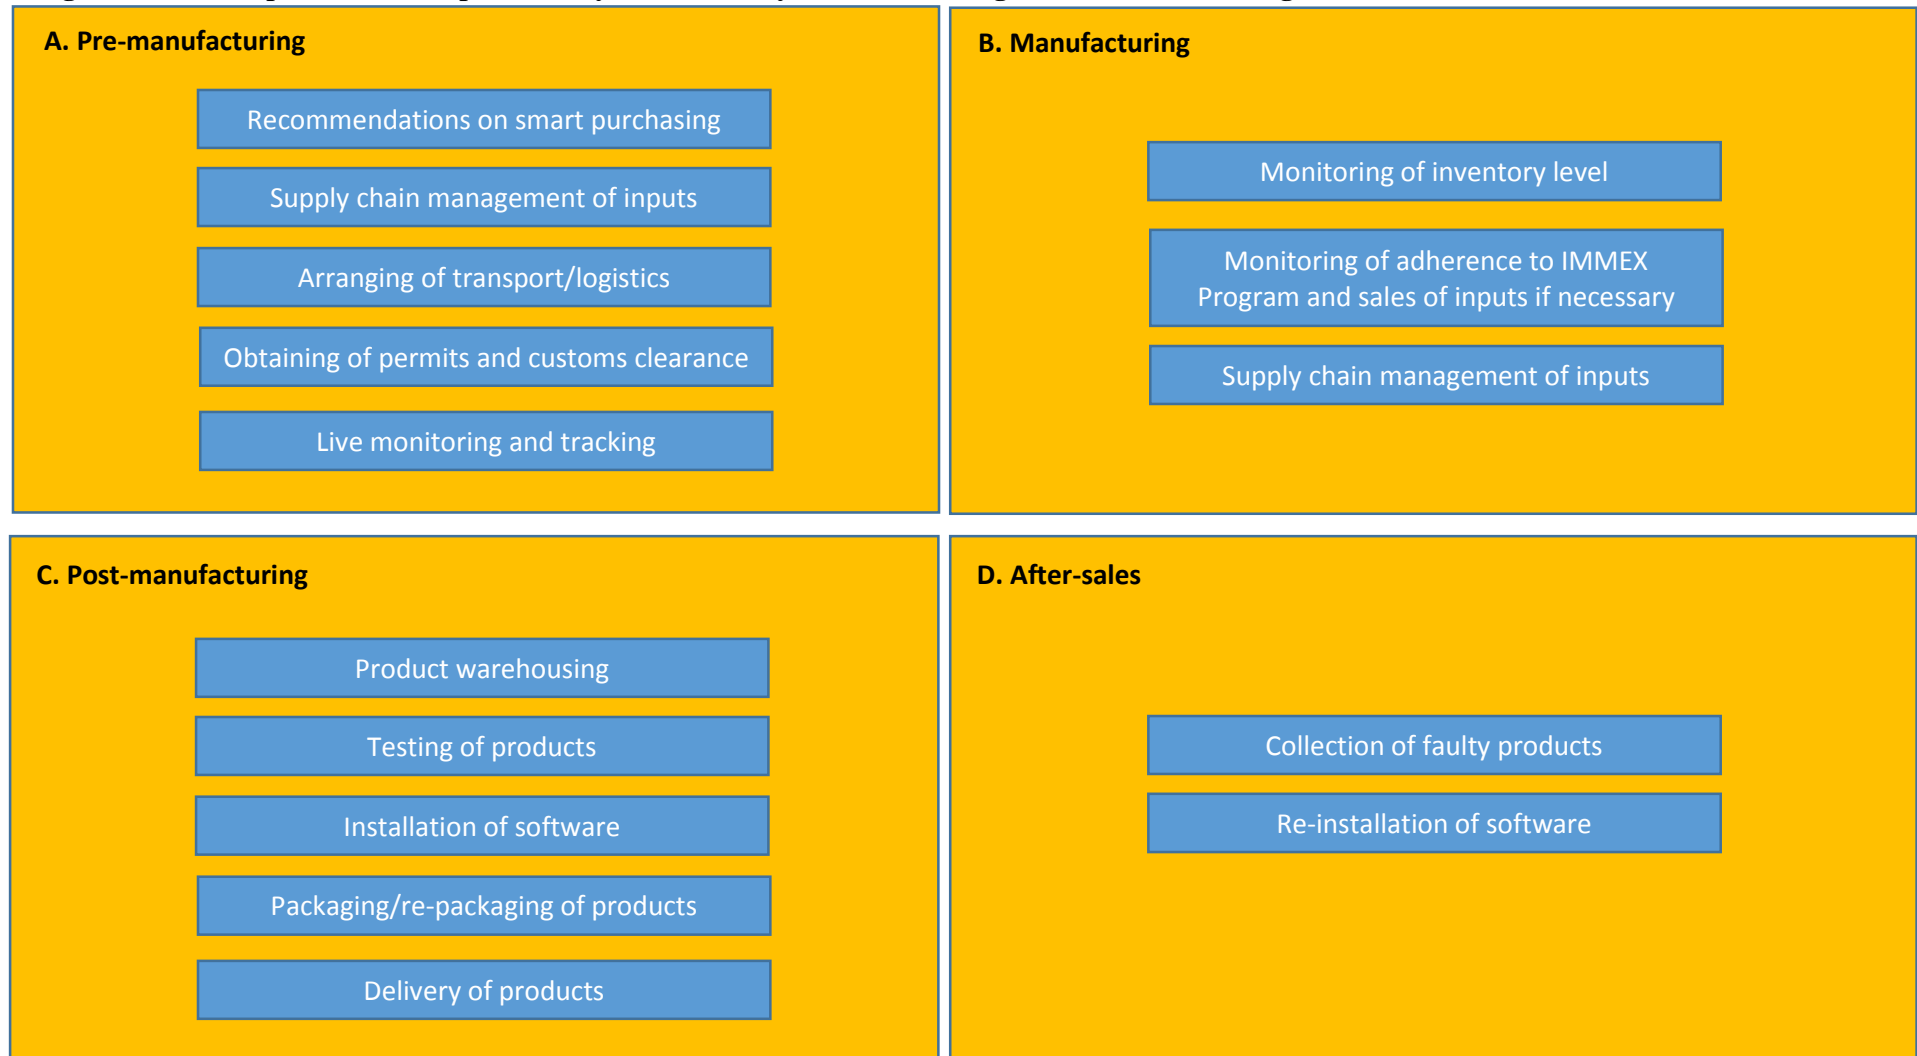 A. Pre-manufacturing
Recommendations on smart purchasing
Supply chain management of inputs
Arranging of transport/logistics
Obtaining of permits and customs clearance
Live monitoring and tracking
B. Manufacturing
Monitoring of inventory level
Monitoring of adherence to IMMEX
Program and sales of inputs if necessary
Supply chain management of inputs
C. Post-manufacturing
Product warehousing
Testing of products
Installation of software
Packaging/re-packaging of products
Delivery of products
D. After-sales
Collection of faulty products
Re-installation of software